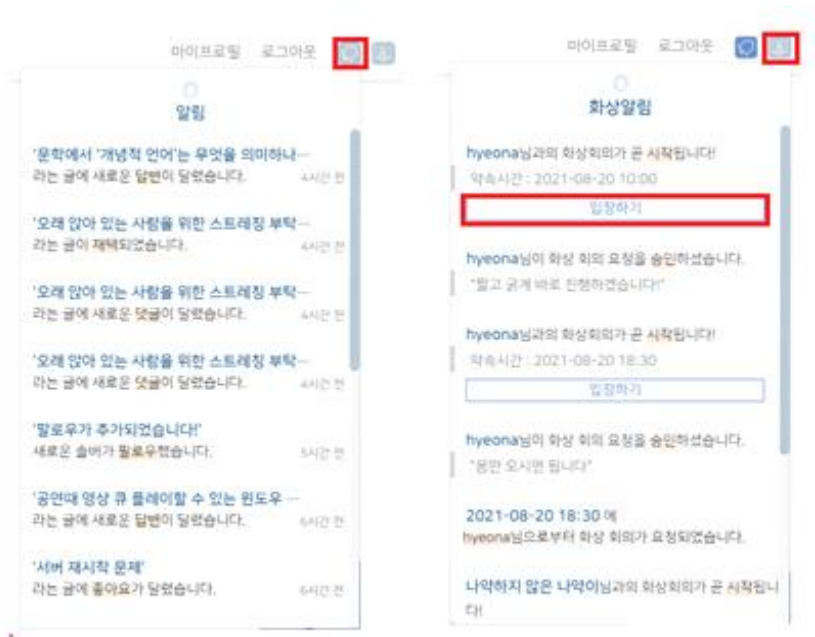 마이프로필 로그아웃
알림
'문학에서 '개념적 언어'는 무엇을 의미하나…
라는 글에 새로운 답변이 달렸습니다. 4시간 전
'오래 앉아 있는 사람을 위한 스트레칭 부탁…
라는 글이 채택되었습니다. 4시간 전
'오래 앉아 있는 사람을 위한 스트레칭 부탁…
라는 글에 새로운 댓글이 달렸습니다. 4시간 전
'오래 앉아 있는 사람을 위한 스트레칭 부탁…
라는 글에 새로운 댓글이 달렸습니다. 4시간 전
'팔로우가 추가되었습니다!'
새로운 솔버가 팔로우했습니다. 5시간 전
'공연때 영상 큐 플레이할 수 있는 윈도우 …
라는 글에 새로운 답변이 달렸습니다. 6시간 전
'서버 재시작 문제'
라는 글에 좋아요가 달렸습니다. 6시간 전
마이프로필 로그아웃
화상알림
hyeona님과의 화상회의가 곧 시작됩니다!
약속시간 : 2021-08-20 10:00
입장하기
hyeona님이 화상 회의 요청을 승인하셨습니다.
"짧고 굵게 바로 진행하겠습니다!"
hyeona님과의 화상회의가 곧 시작됩니다!
약속시간 : 2021-08-20 18:30
입장하기
hyeona님이 화상 회의 요청을 승인하셨습니다.
"몸만 오시면 됩니다"
2021-08-20 18:30 에
hyeona님으로부터 화상 회의가 요청되었습니다.
나약하지 않은 나약이님과의 화상회의가 곧 시작됩니
다!